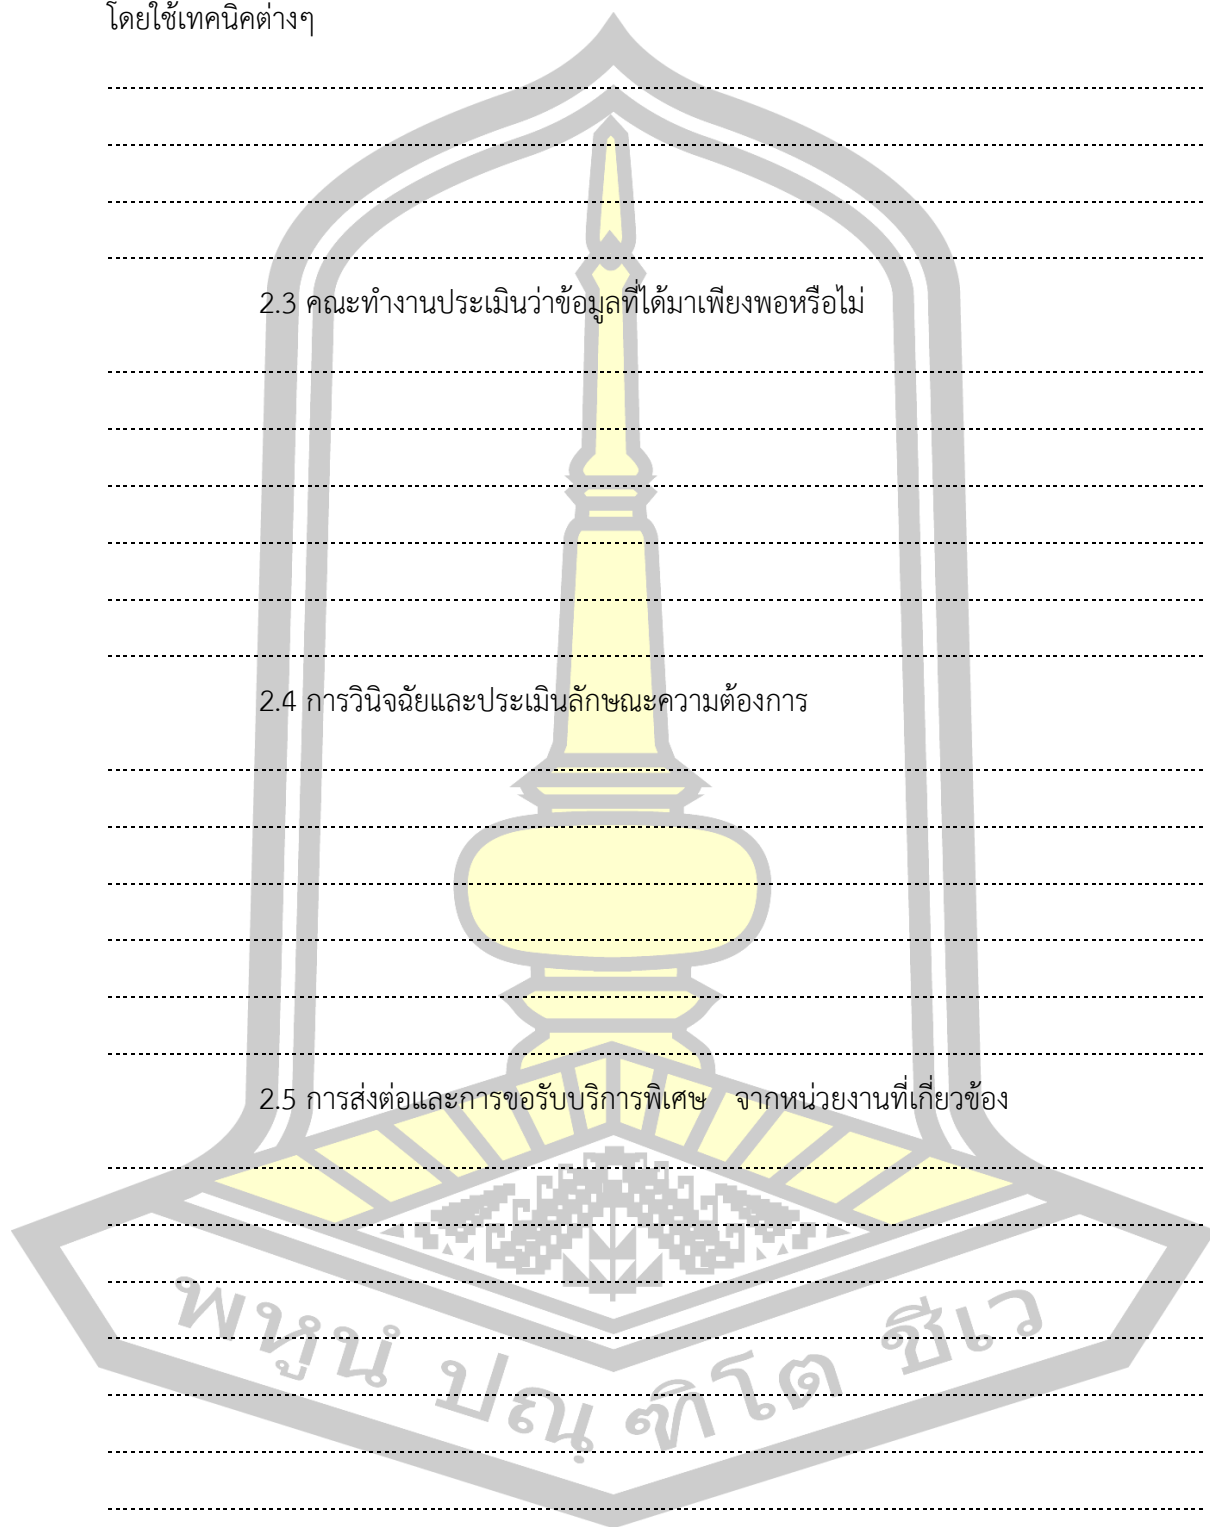 โดยใช้เทคนิคต่างๆ
2.3 คณะทำงานประเมินว่าข้อมูลที่ได้มาเพียงพอหรือไม่
2.4 การวินิจฉัยและประเมินลักษณะความต้องการ
2.5 การส่งต่อและการขอรับบริการพิเศษ จากหน่วยงานที่เกี่ยวข้อง
พหูนํ ปณฺฑิโต ชีเว